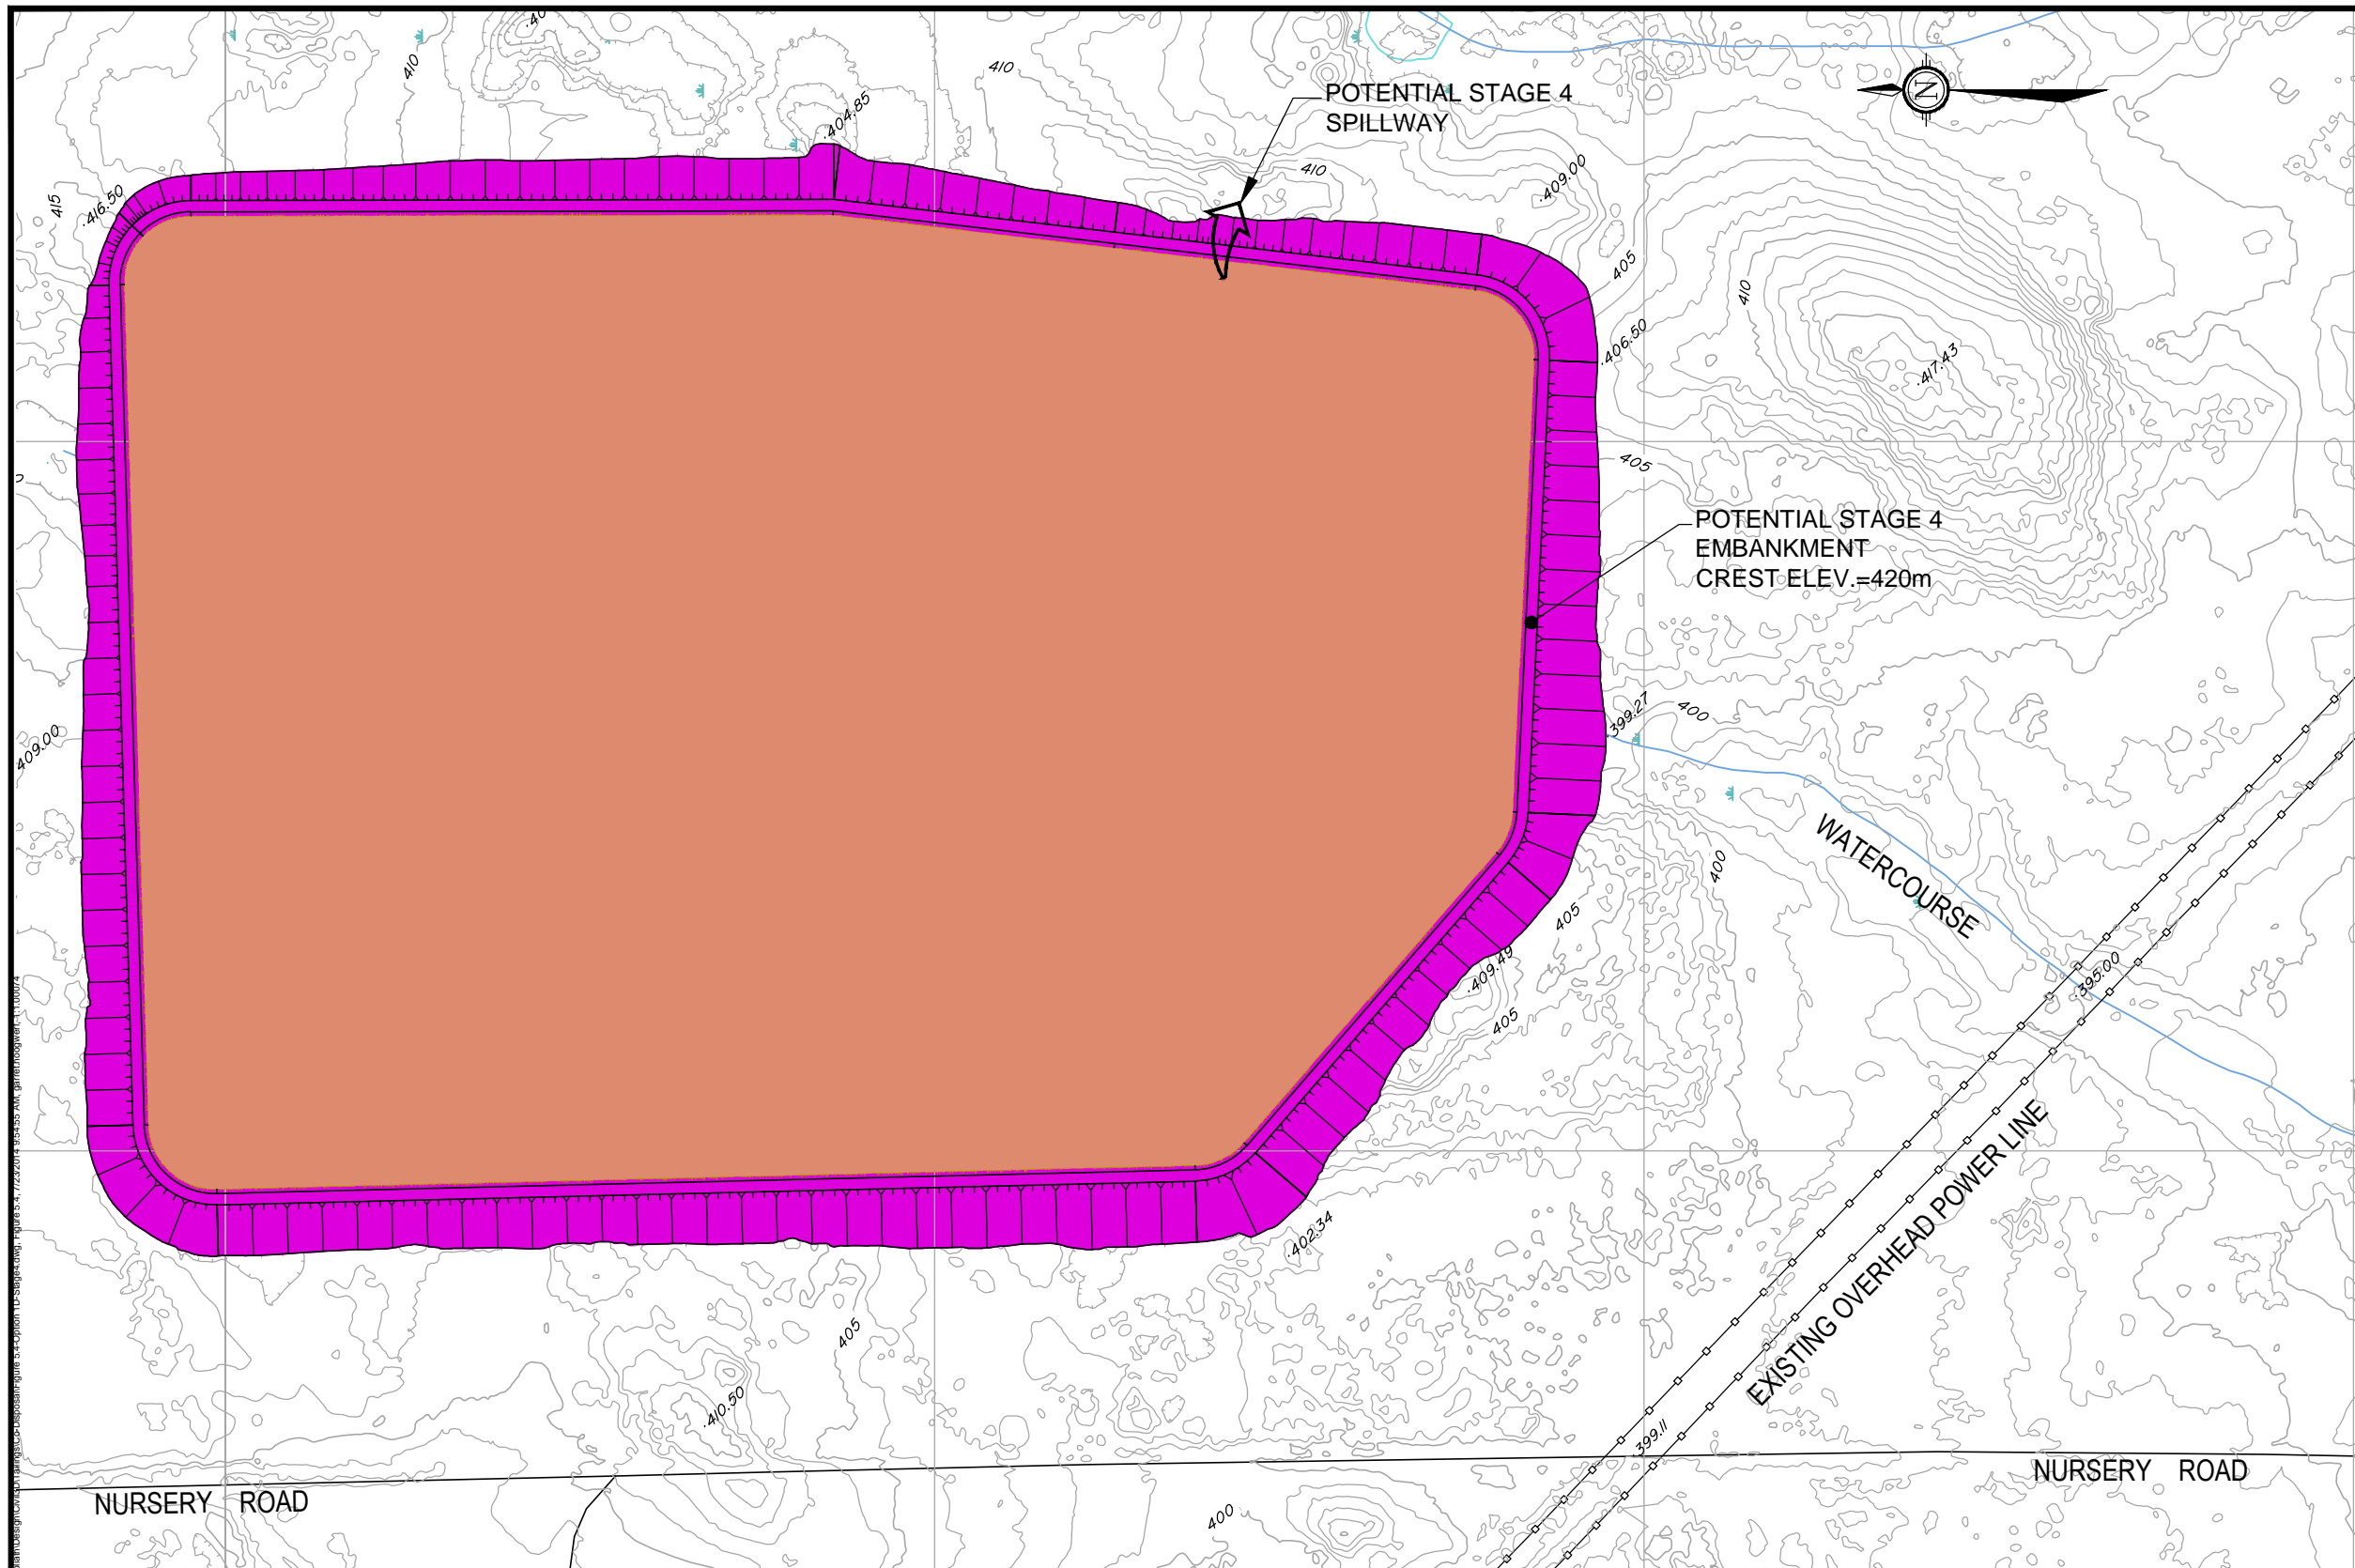 410
410
POTENTIAL STAGE 4
SPILLWAY
.404.85
410
.409.00
415
.416.50
405
410
.406.50
.417.43
405
POTENTIAL STAGE 4
EMBANKMENT
CREST ELEV.=420m
.399.27
400
409.00
WATERCOURSE
400
405
.409.49
405
.395.00
EXISTING OVERHEAD POWER LINE
.402.34
405
.410.50
399.11
NURSERY ROAD
NURSERY ROAD
400
N